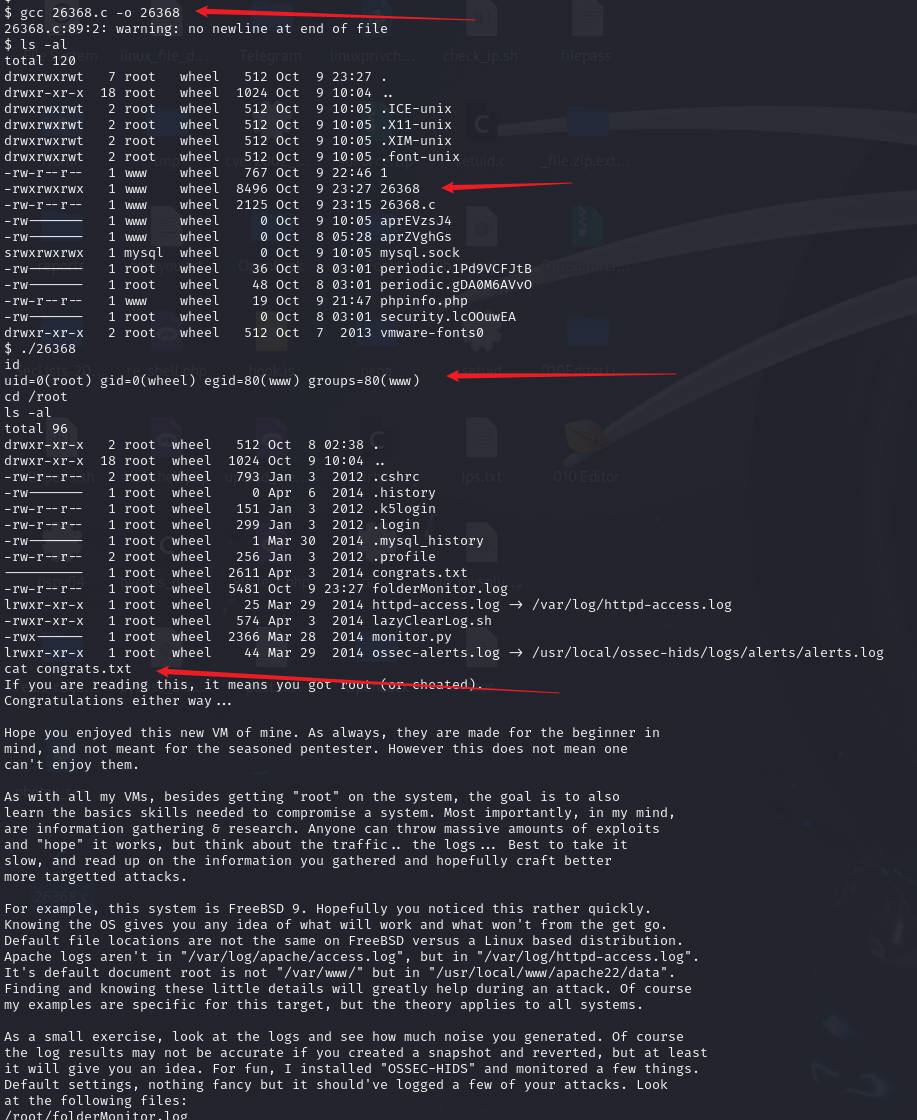 $ gcc 26368.c -o 26368
26368.c:89:2: warning: no newline at end of file
$ ls -al
total 120
drwxrwxrwt   7 root   wheel   512 Oct  9 23:27 .
drwxr-xr-x  18 root   wheel  1024 Oct  9 10:04 ..
drwxrwxrwt   2 root   wheel   512 Oct  9 10:05 .ICE-unix
drwxrwxrwt   2 root   wheel   512 Oct  9 10:05 .X11-unix
drwxrwxrwt   2 root   wheel   512 Oct  9 10:05 .XIM-unix
drwxrwxrwt   2 root   wheel   512 Oct  9 10:05 .font-unix
-rw-r--r--   1 www    wheel   767 Oct  9 22:46 1
-rwxrwxrwx   1 www    wheel  8496 Oct  9 23:27 26368
-rw-r--r--   1 www    wheel  2125 Oct  9 23:15 26368.c
-rw-------   1 www    wheel     0 Oct  9 10:05 aprEVzsJ4
-rw-------   1 www    wheel     0 Oct  8 05:28 aprZVghGs
srwxrwxrwx   1 mysql  wheel     0 Oct  9 10:05 mysql.sock
-rw-------   1 root   wheel    36 Oct  8 03:01 periodic.1Pd9VCFJtB
-rw-------   1 root   wheel    48 Oct  8 03:01 periodic.gDA0M6AVvO
-rw-r--r--   1 www    wheel    19 Oct  9 21:47 phpinfo.php
-rw-------   1 root   wheel     0 Oct  8 03:01 security.lcOOuwEA
drwxr-xr-x   2 root   wheel   512 Oct  7  2013 vmware-fonts0
$ ./26368
id
uid=0(root) gid=0(wheel) egid=80(www) groups=80(www)
cd /root
ls -al
total 96
drwxr-xr-x   2 root  wheel   512 Oct  8 02:38 .
drwxr-xr-x  18 root  wheel  1024 Oct  9 10:04 ..
-rw-r--r--   2 root  wheel   793 Jan  3  2012 .cshrc
-rw-------   1 root  wheel     0 Apr  6  2014 .history
-rw-r--r--   1 root  wheel   151 Jan  3  2012 .k5login
-rw-r--r--   1 root  wheel   299 Jan  3  2012 .login
-rw-------   1 root  wheel     1 Mar 30  2014 .mysql_history
-rw-r--r--   2 root  wheel   256 Jan  3  2012 .profile
----------   1 root  wheel  2611 Apr  3  2014 congrats.txt
-rw-r--r--   1 root  wheel  5481 Oct  9 23:27 folderMonitor.log
lrwxr-xr-x   1 root  wheel    25 Mar 29  2014 httpd-access.log -> /var/log/httpd-access.log
-rwxr-xr-x   1 root  wheel   574 Apr  3  2014 lazyClearLog.sh
-rwx------   1 root  wheel  2366 Mar 28  2014 monitor.py
lrwxr-xr-x   1 root  wheel    44 Mar 29  2014 ossec-alerts.log -> /usr/local/ossec-hids/logs/alerts/alerts.log
cat congrats.txt
If you are reading this, it means you got root (or cheated).
Congratulations either way...
Hope you enjoyed this new VM of mine. As always, they are made for the beginner in
mind, and not meant for the seasoned pentester. However this does not mean one
can't enjoy them.
As with all my VMs, besides getting "root" on the system, the goal is to also
learn the basics skills needed to compromise a system. Most importantly, in my mind,
are information gathering & research. Anyone can throw massive amounts of exploits
and "hope" it works, but think about the traffic.. the logs... Best to take it
slow, and read up on the information you gathered and hopefully craft better
more targetted attacks.
For example, this system is FreeBSD 9. Hopefully you noticed this rather quickly.
Knowing the OS gives you any idea of what will work and what won't from the get go.
Default file locations are not the same on FreeBSD versus a Linux based distribution.
Apache logs aren't in "/var/log/apache/access.log", but in "/var/log/httpd-access.log".
It's default document root is not "/var/www/" but in "/usr/local/www/apache22/data".
Finding and knowing these little details will greatly help during an attack. Of course
my examples are specific for this target, but the theory applies to all systems.
As a small exercise, look at the logs and see how much noise you generated. Of course
the log results may not be accurate if you created a snapshot and reverted, but at least
it will give you an idea. For fun, I installed "OSSEC-HIDS" and monitored a few things.
Default settings, nothing fancy but it should've logged a few of your attacks. Look
at the following files:
/root/folderMonitor.log